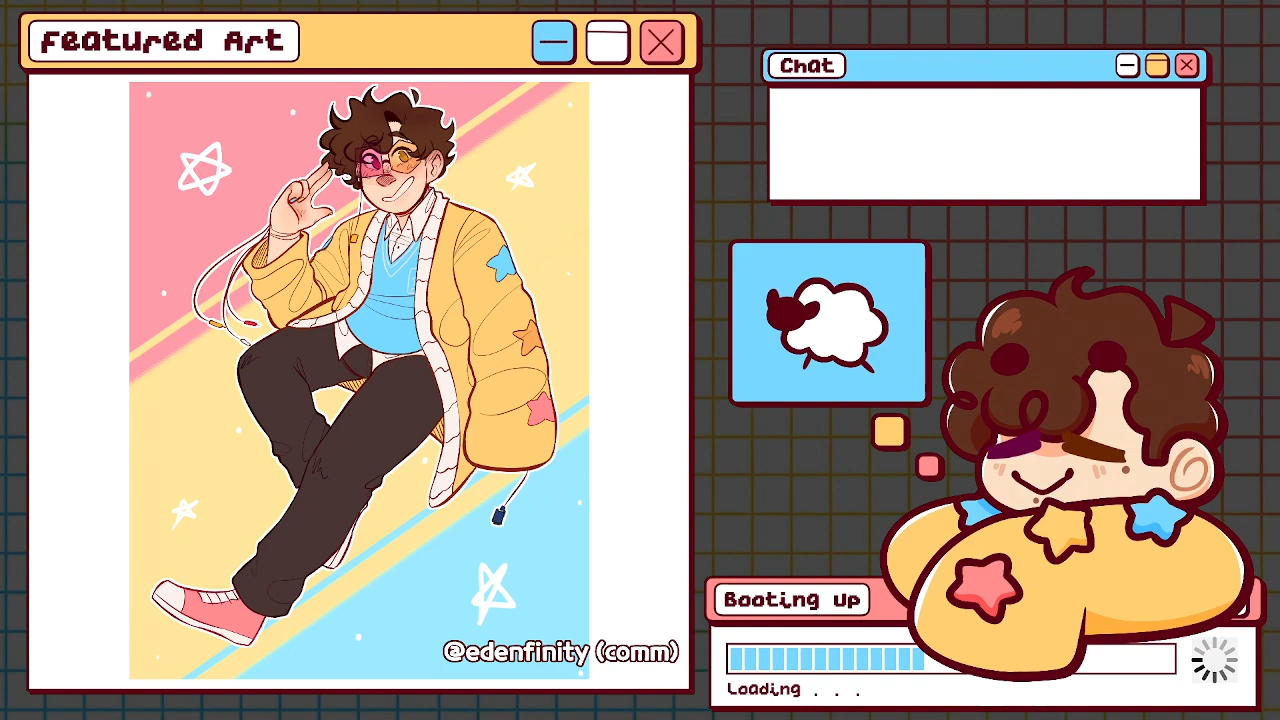 Featured Art
Chat
@edenfinity (comm)
Booting Up
Loading . . .